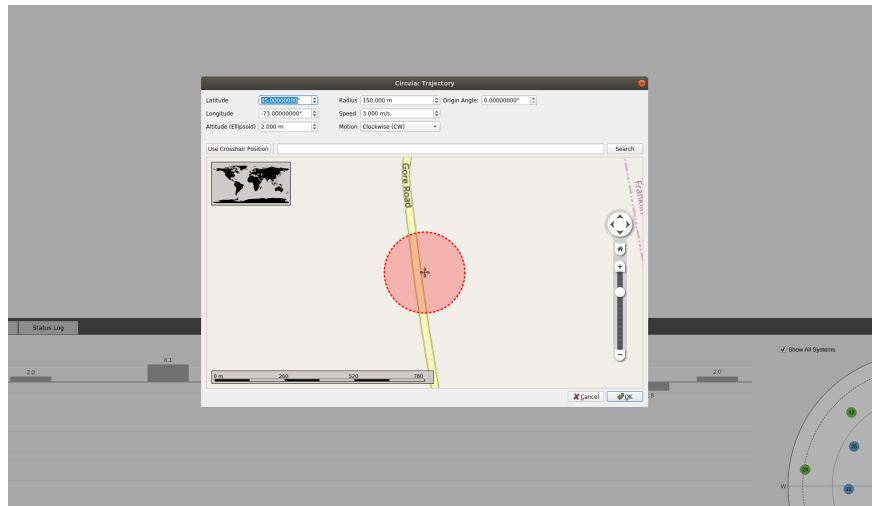 Circular Trajectory
Latitude 45.00000000° Radius 150.000 m Origin Angle: 0.00000000°
Longitude -73.00000000° Speed 3.000 m/s
Altitude (Ellipsoid) 2.000 m Motion Clockwise (CW)
Use Crosshair Position Search
Gore Road
Franklin
0 m 260 520 780
Cancel OK
Status Log
Show All Systems
2.0
6.1
2.0
W